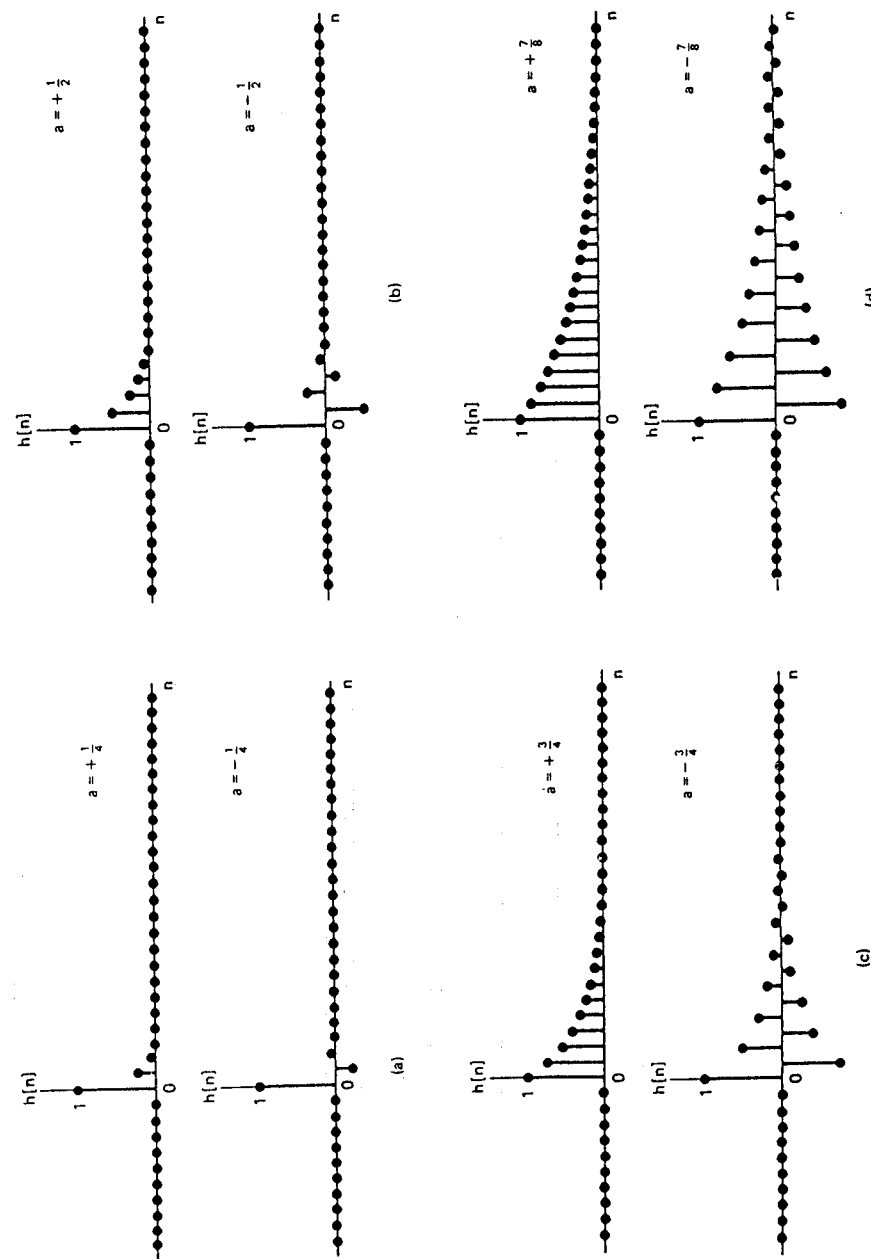 h[n]
1
a = + 1/4
0
n
h[n]
1
a = − 1/4
0
(a)
h[n]
1
a = + 1/2
0
n
h[n]
1
a = − 1/2
0
(b)
h[n]
1
a = + 3/4
0
n
h[n]
1
a = − 3/4
0
(c)
h[n]
1
a = + 7/8
0
n
h[n]
1
a = − 7/8
0
(d)